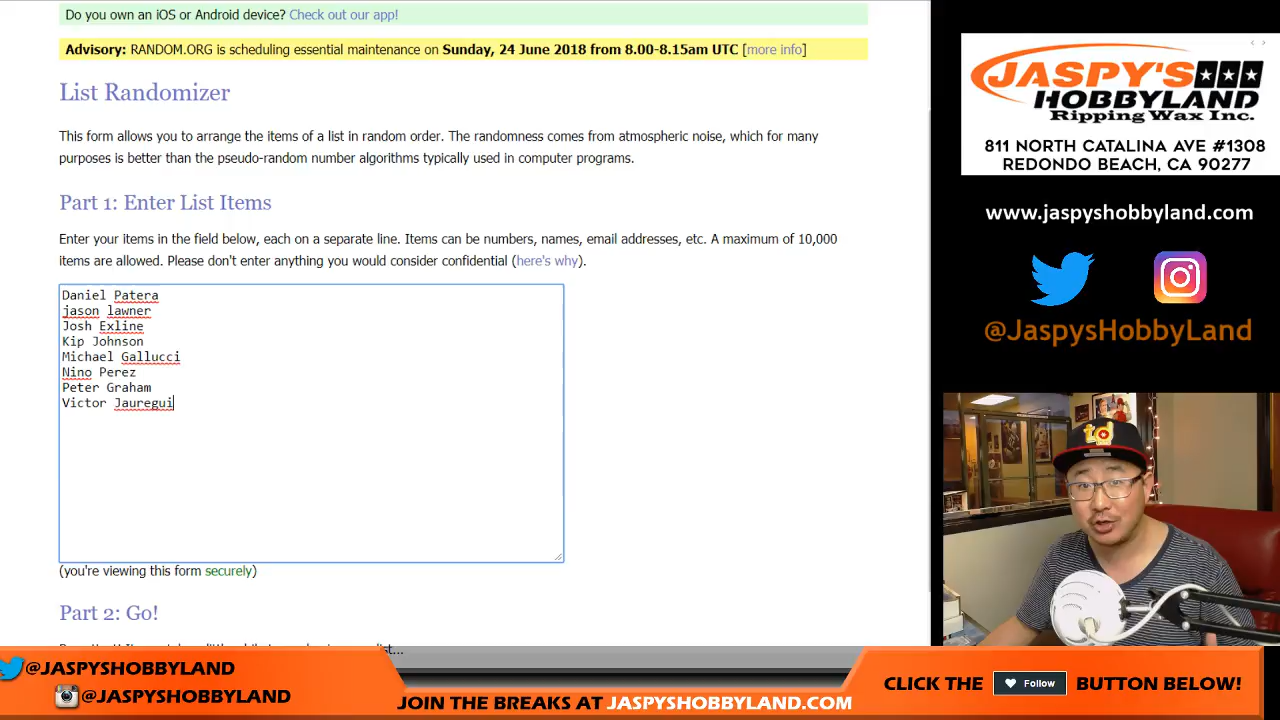 Do you own an iOS or Android device? Check out our app!
Advisory: RANDOM.ORG is scheduling essential maintenance on Sunday, 24 June 2018 from 8.00-8.15am UTC [more info]
List Randomizer
This form allows you to arrange the items of a list in random order. The randomness comes from atmospheric noise, which for many
purposes is better than the pseudo-random number algorithms typically used in computer programs.
Part 1: Enter List Items
Enter your items in the field below, each on a separate line. Items can be numbers, names, email addresses, etc. A maximum of 10,000
items are allowed. Please don't enter anything you would consider confidential (here's why).
Daniel Patera
jason lawner
Josh Exline
Kip Johnson
Michael Gallucci
Nino Perez
Peter Graham
Victor Jauregui
(you're viewing this form securely)
Part 2: Go!
JASPY'S
HOBBYLAND
Ripping Wax Inc.
811 NORTH CATALINA AVE #1308
REDONDO BEACH, CA 90277
www.jaspyshobbyland.com
@JaspysHobbyLand
td
@JASPYSHOBBYLAND
@JASPYSHOBBYLAND
JOIN THE BREAKS AT JASPYSHOBBYLAND.COM
CLICK THE Follow BUTTON BELOW!